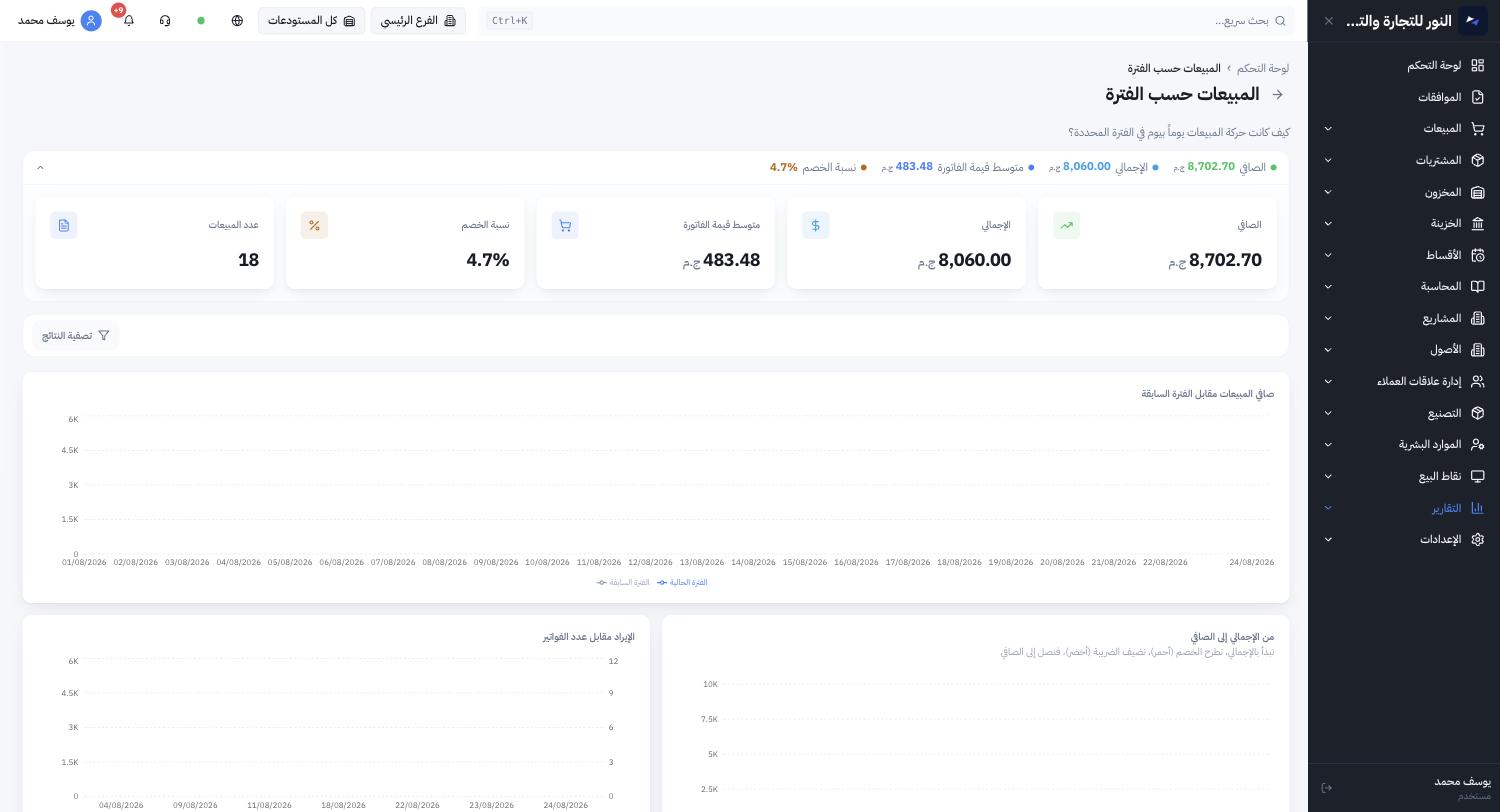 النور للتجارة والتـ...
لوحة التحكم
الموافقات
المبيعات
المشتريات
المخزون
الخزينة
الأقساط
المحاسبة
المشاريع
الأصول
إدارة علاقات العملاء
التصنيع
الموارد البشرية
نقاط البيع
التقارير
الإعدادات
يوسف محمد
مستخدم
بحث سريع... Ctrl+K
الفرع الرئيسي
كل المستودعات
+9
يوسف محمد
لوحة التحكم › المبيعات حسب الفترة
المبيعات حسب الفترة
كيف كانت حركة المبيعات يوماً بيوم في الفترة المحددة؟
الصافي 8,702.70 ج.م الإجمالي 8,060.00 ج.م متوسط قيمة الفاتورة 483.48 ج.م نسبة الخصم 4.7%
الصافي
8,702.70 ج.م
الإجمالي
8,060.00 ج.م
متوسط قيمة الفاتورة
483.48 ج.م
نسبة الخصم
4.7%
عدد المبيعات
18
تصفية النتائج
صافي المبيعات مقابل الفترة السابقة
6K
4.5K
3K
1.5K
0
01/08/2026 02/08/2026 03/08/2026 04/08/2026 05/08/2026 06/08/2026 07/08/2026 08/08/2026 09/08/2026 10/08/2026 11/08/2026 12/08/2026 13/08/2026 14/08/2026 15/08/2026 16/08/2026 17/08/2026 18/08/2026 19/08/2026 20/08/2026 21/08/2026 22/08/2026 24/08/2026
الفترة الحالية الفترة السابقة
من الإجمالي إلى الصافي
نبدأ بالإجمالي، نطرح الخصم (أحمر)، نضيف الضريبة (أخضر)، فنصل إلى الصافي
10K
7.5K
5K
2.5K
الإيراد مقابل عدد الفواتير
6K 12
4.5K 9
3K 6
1.5K 3
0 0
04/08/2026 09/08/2026 11/08/2026 18/08/2026 22/08/2026 23/08/2026 24/08/2026